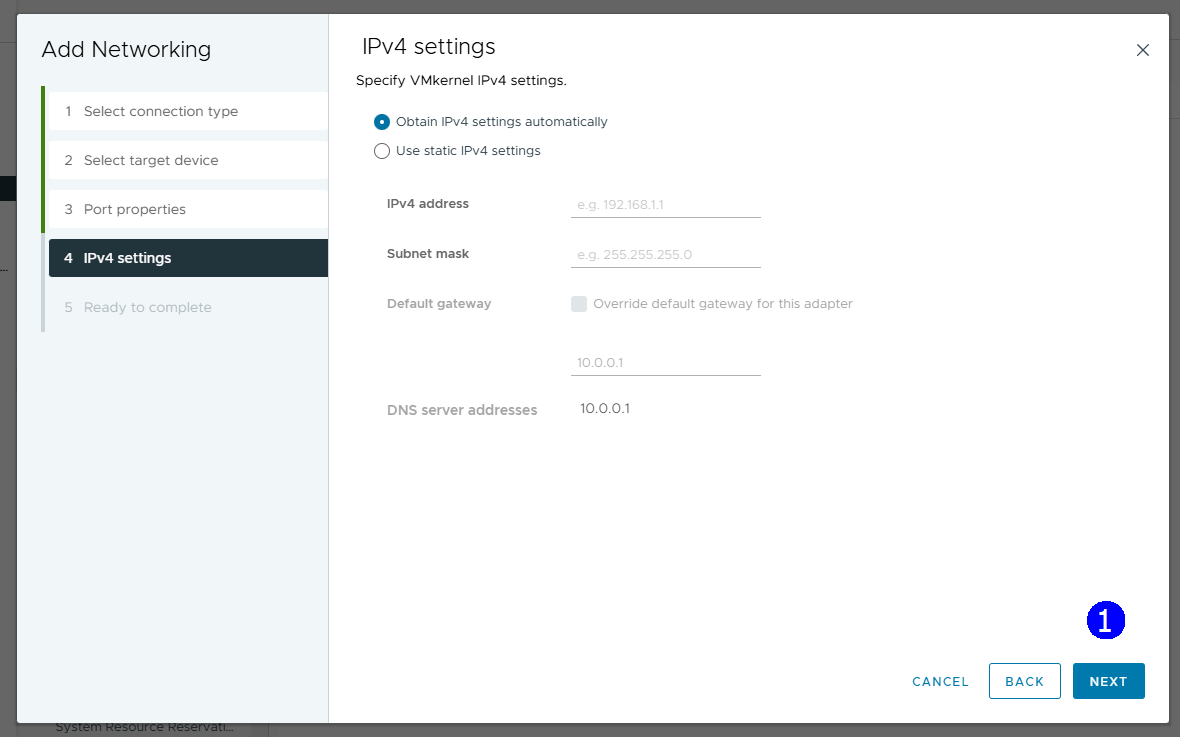 Add Networking
1 Select connection type
2 Select target device
3 Port properties
4 IPv4 settings
5 Ready to complete
IPv4 settings
Specify VMkernel IPv4 settings.
Obtain IPv4 settings automatically
Use static IPv4 settings
IPv4 address e.g. 192.168.1.1
Subnet mask e.g. 255.255.255.0
Default gateway Override default gateway for this adapter
10.0.0.1
DNS server addresses 10.0.0.1
1
CANCEL BACK NEXT
...
System Resource Reservati...